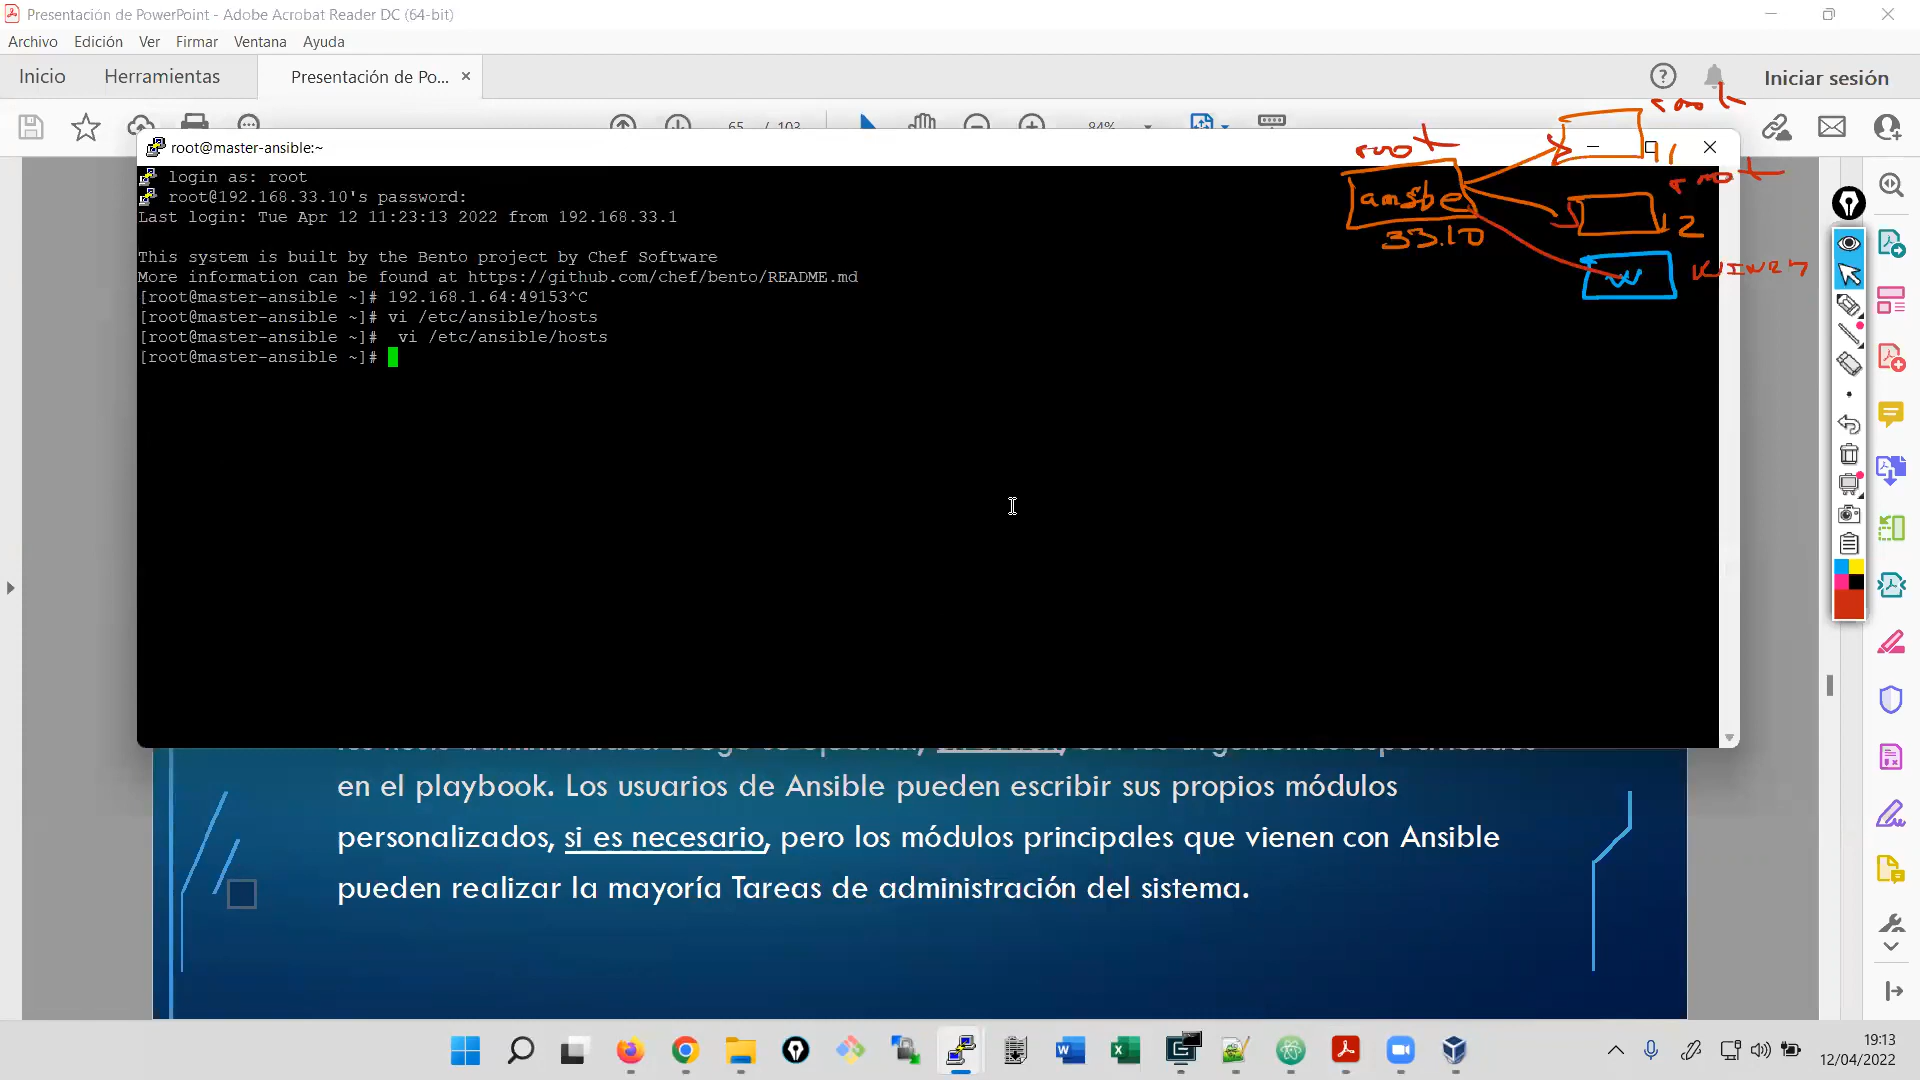 Presentación de PowerPoint - Adobe Acrobat Reader DC (64-bit)
Archivo Edición Ver Firmar Ventana Ayuda
Inicio Herramientas Presentación de Po... × Iniciar sesión
65 / 103 84%
root@master-ansible:~
login as: root
root@192.168.33.10's password:
Last login: Tue Apr 12 11:23:13 2022 from 192.168.33.1
This system is built by the Bento project by Chef Software
More information can be found at https://github.com/chef/bento/README.md
[root@master-ansible ~]# 192.168.1.64:49153^C
[root@master-ansible ~]# vi /etc/ansible/hosts
[root@master-ansible ~]#  vi /etc/ansible/hosts
[root@master-ansible ~]#
root
root
11
root
ansbe
12
33.10
w
en el playbook. Los usuarios de Ansible pueden escribir sus propios módulos
personalizados, si es necesario, pero los módulos principales que vienen con Ansible
pueden realizar la mayoría Tareas de administración del sistema.
19:13
12/04/2022